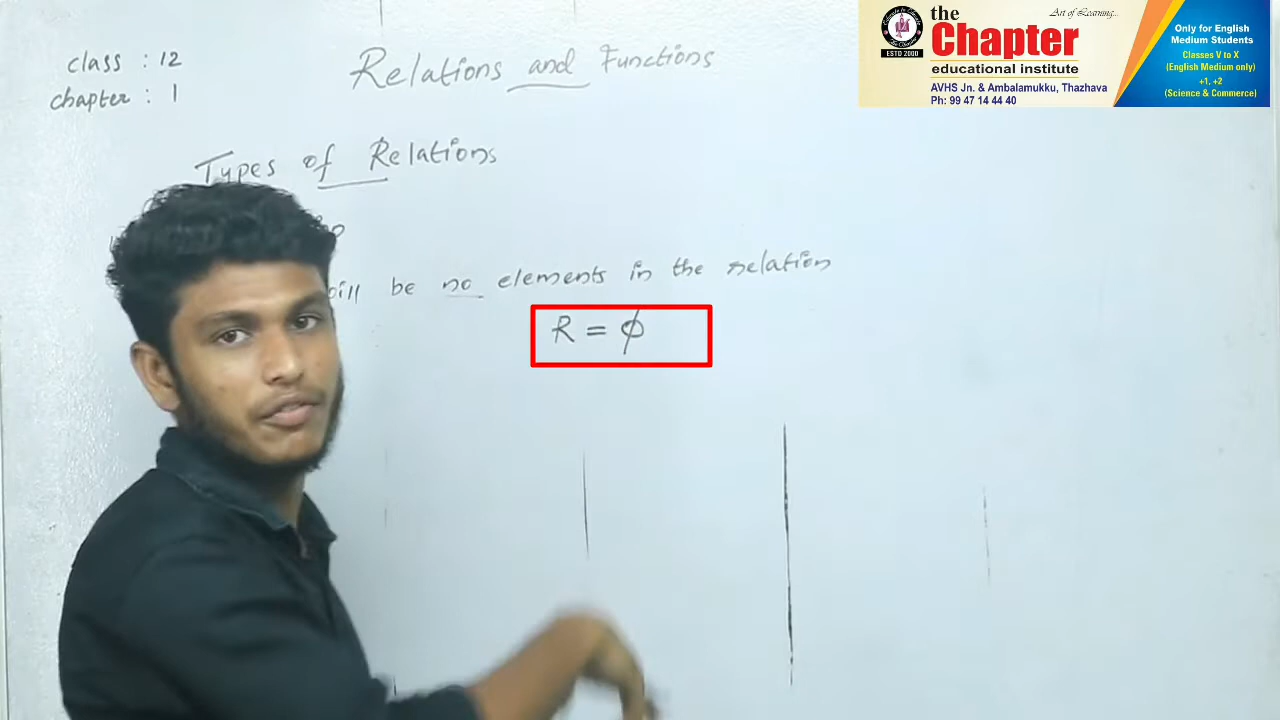 class : 12
chapter : 1
Relations and Functions
Types of Relations
will be no elements in the relation
R = ϕ
the
Chapter
educational institute
AVHS Jn. & Ambalamukku, Thazhava
Ph: 99 47 14 44 40
Art of Learning...
ESTD 2000
Only for English
Medium Students
Classes V to X
(English Medium only)
+1, +2
(Science & Commerce)